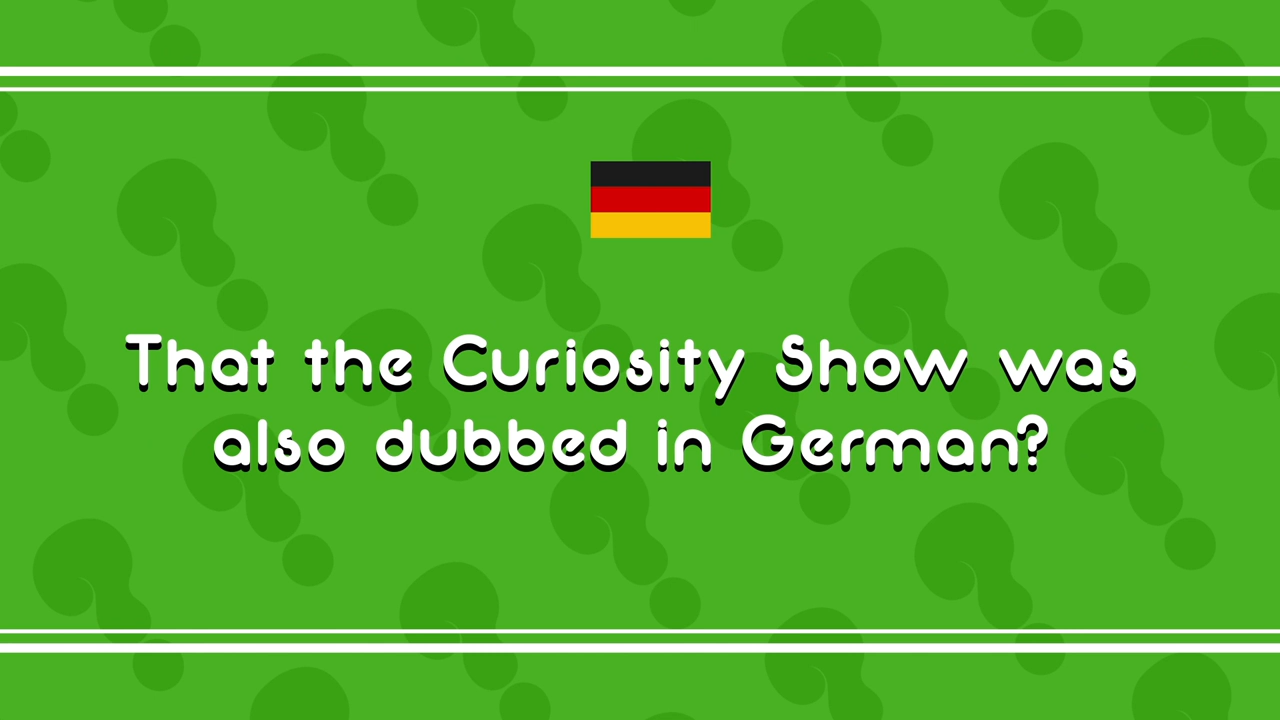 That the Curiosity Show was
also dubbed in German?